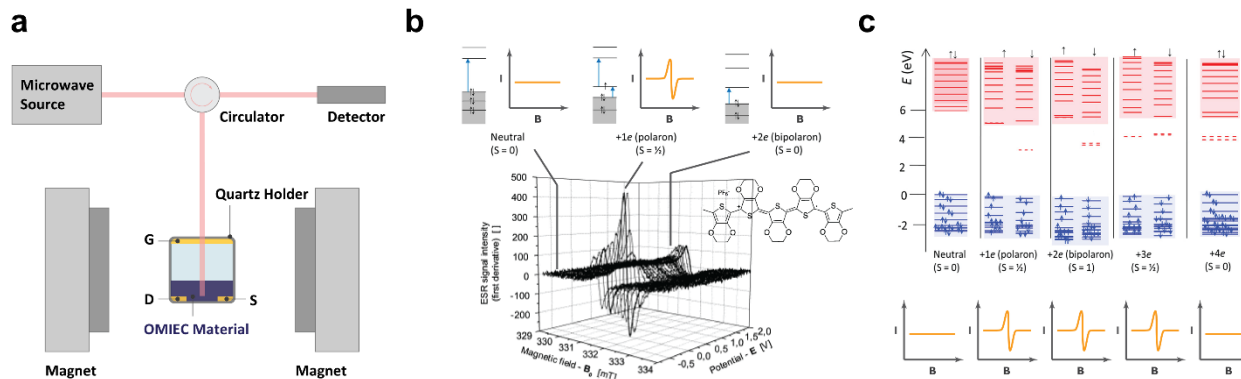 a
Microwave
Source
Circulator
Detector
Quartz Holder
G
D
S
OMIEC Material
Magnet
Magnet
b
I
B
I
B
I
B
Neutral
(S = 0)
+1e (polaron)
(S = ½)
+2e (bipolaron)
(S = 0)
ESR signal intensity
(first derivative) [ ]
500
400
300
200
100
0
-100
-200
329
330
331
332
333
334
Magnetic field - B₀ [mT]
-0,5
0,0
0,5
1,0
1,5
2,0
Potential - E [V]
PF₆⁻
O
O
O
O
O
O
O
O
O
O
S
S
S
S
S
c
E (eV)
6
4
2
0
-2
↑↓
↑ ↓
↑ ↓
↑ ↓
↑↓
Neutral
(S = 0)
+1e (polaron)
(S = ½)
+2e (bipolaron)
(S = 1)
+3e
(S = ½)
+4e
(S = 0)
I
B
I
B
I
B
I
B
I
B